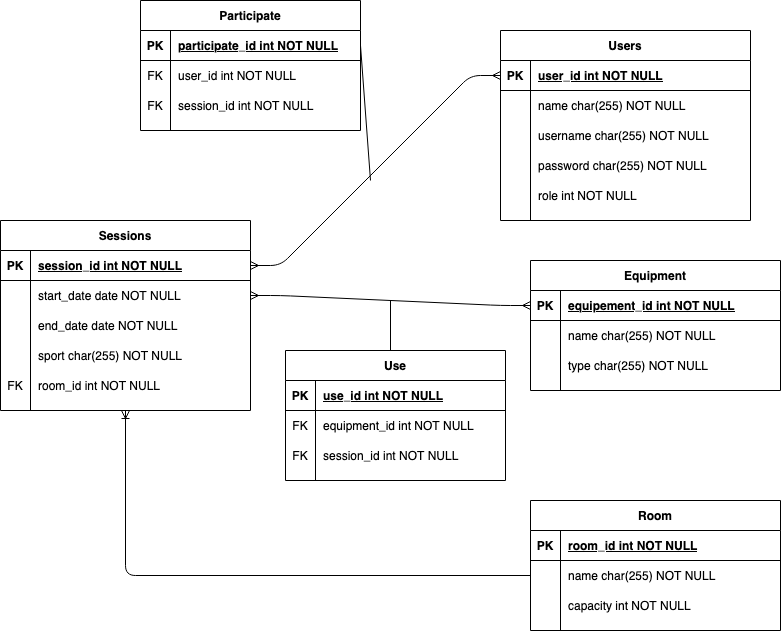 Participate
PK participate_id int NOT NULL
FK user_id int NOT NULL
FK session_id int NOT NULL
Users
PK user_id int NOT NULL
name char(255) NOT NULL
username char(255) NOT NULL
password char(255) NOT NULL
role int NOT NULL
Sessions
PK session_id int NOT NULL
start_date date NOT NULL
end_date date NOT NULL
sport char(255) NOT NULL
FK room_id int NOT NULL
Equipment
PK equipement_id int NOT NULL
name char(255) NOT NULL
type char(255) NOT NULL
Use
PK use_id int NOT NULL
FK equipment_id int NOT NULL
FK session_id int NOT NULL
Room
PK room_id int NOT NULL
name char(255) NOT NULL
capacity int NOT NULL